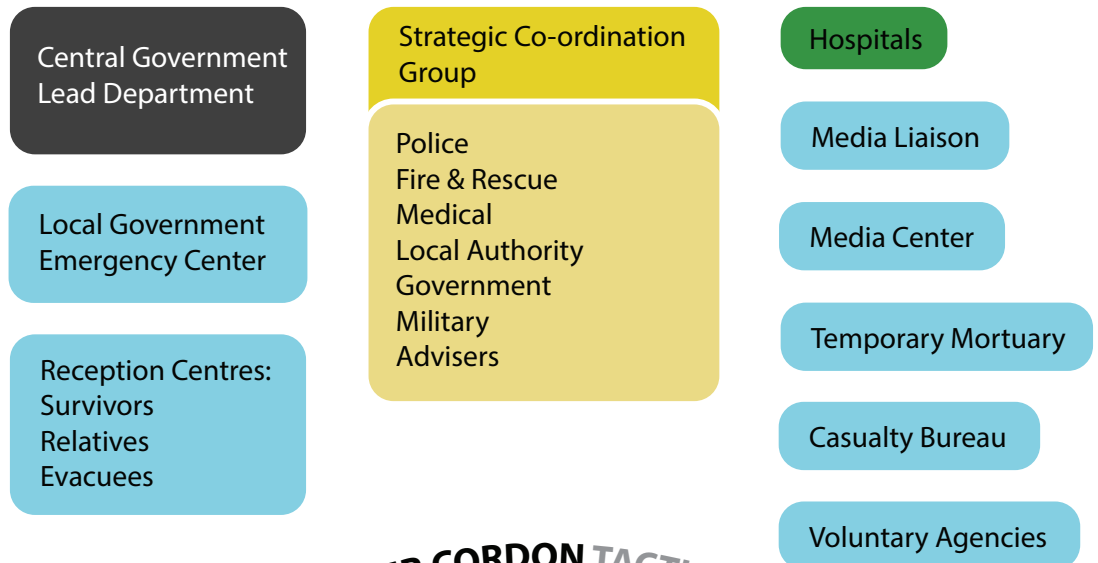 Central Government
Lead Department
Local Government
Emergency Center
Reception Centres:
Survivors
Relatives
Evacuees
Strategic Co-ordination
Group
Police
Fire & Rescue
Medical
Local Authority
Government
Military
Advisers
Hospitals
Media Liaison
Media Center
Temporary Mortuary
Casualty Bureau
Voluntary Agencies
CORDON